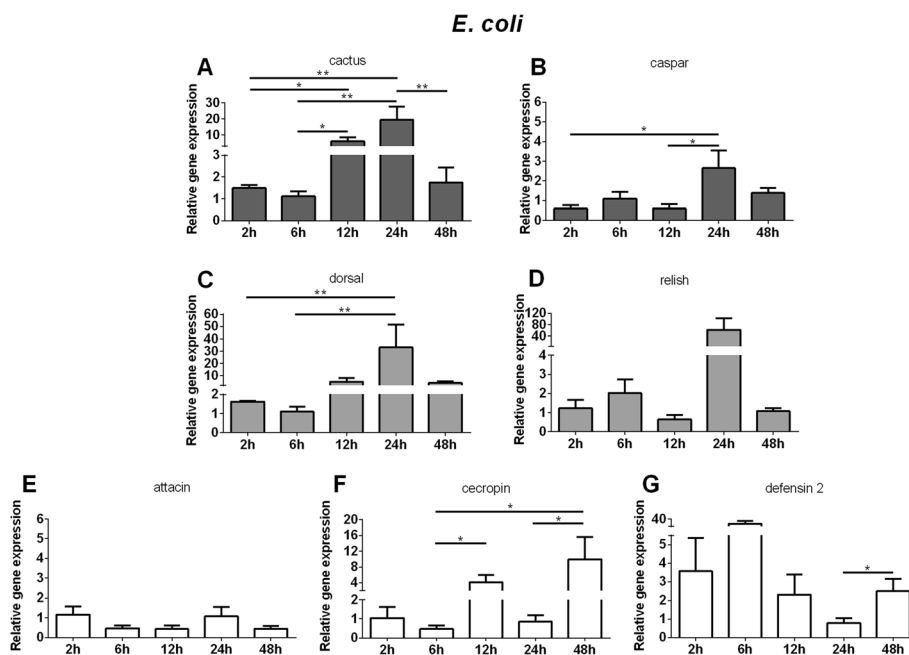 E. coli
A
cactus
Relative gene expression
30
20
10
3
2
1
0
**
*
**
**
*
2h 6h 12h 24h 48h
B
caspar
Relative gene expression
6
5
4
3
2
1
0
*
*
2h 6h 12h 24h 48h
C
dorsal
Relative gene expression
60
50
40
30
20
10
2
1
0
**
**
2h 6h 12h 24h 48h
D
relish
Relative gene expression
120
80
40
4
3
2
1
0
2h 6h 12h 24h 48h
E
attacin
Relative gene expression
6
5
4
3
2
1
0
2h 6h 12h 24h 48h
F
cecropin
Relative gene expression
20
16
12
8
4
2
1
0
*
*
*
2h 6h 12h 24h 48h
G
defensin 2
Relative gene expression
40
5
4
3
2
1
0
*
2h 6h 12h 24h 48h